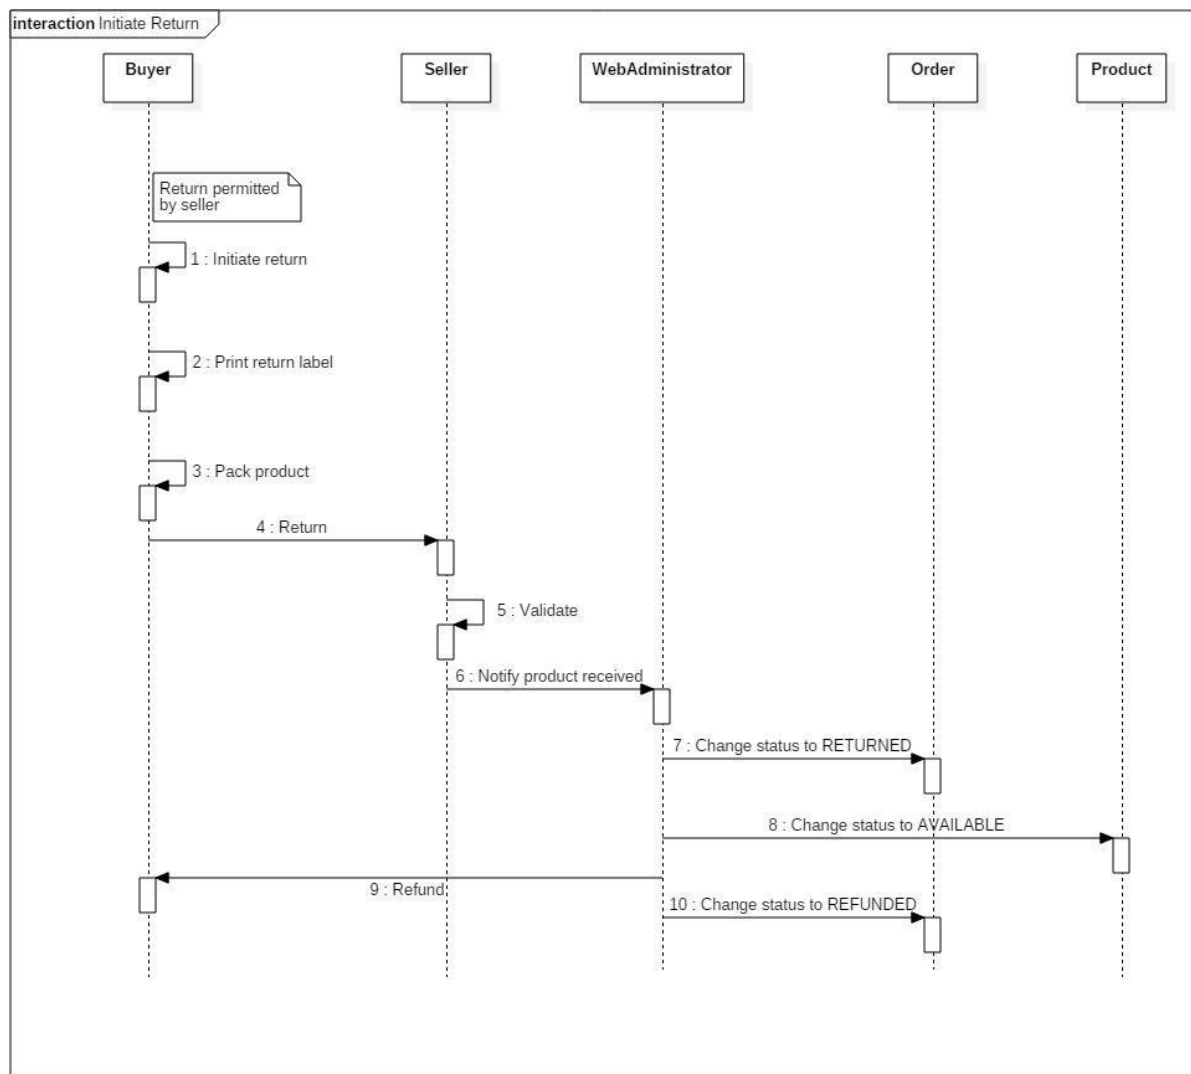 interaction Initiate Return
Buyer
Seller
WebAdministrator
Order
Product
Return permitted
by seller
1 : Initiate return
2 : Print return label
3 : Pack product
4 : Return
5 : Validate
6 : Notify product received
7 : Change status to RETURNED
8 : Change status to AVAILABLE
9 : Refund
10 : Change status to REFUNDED